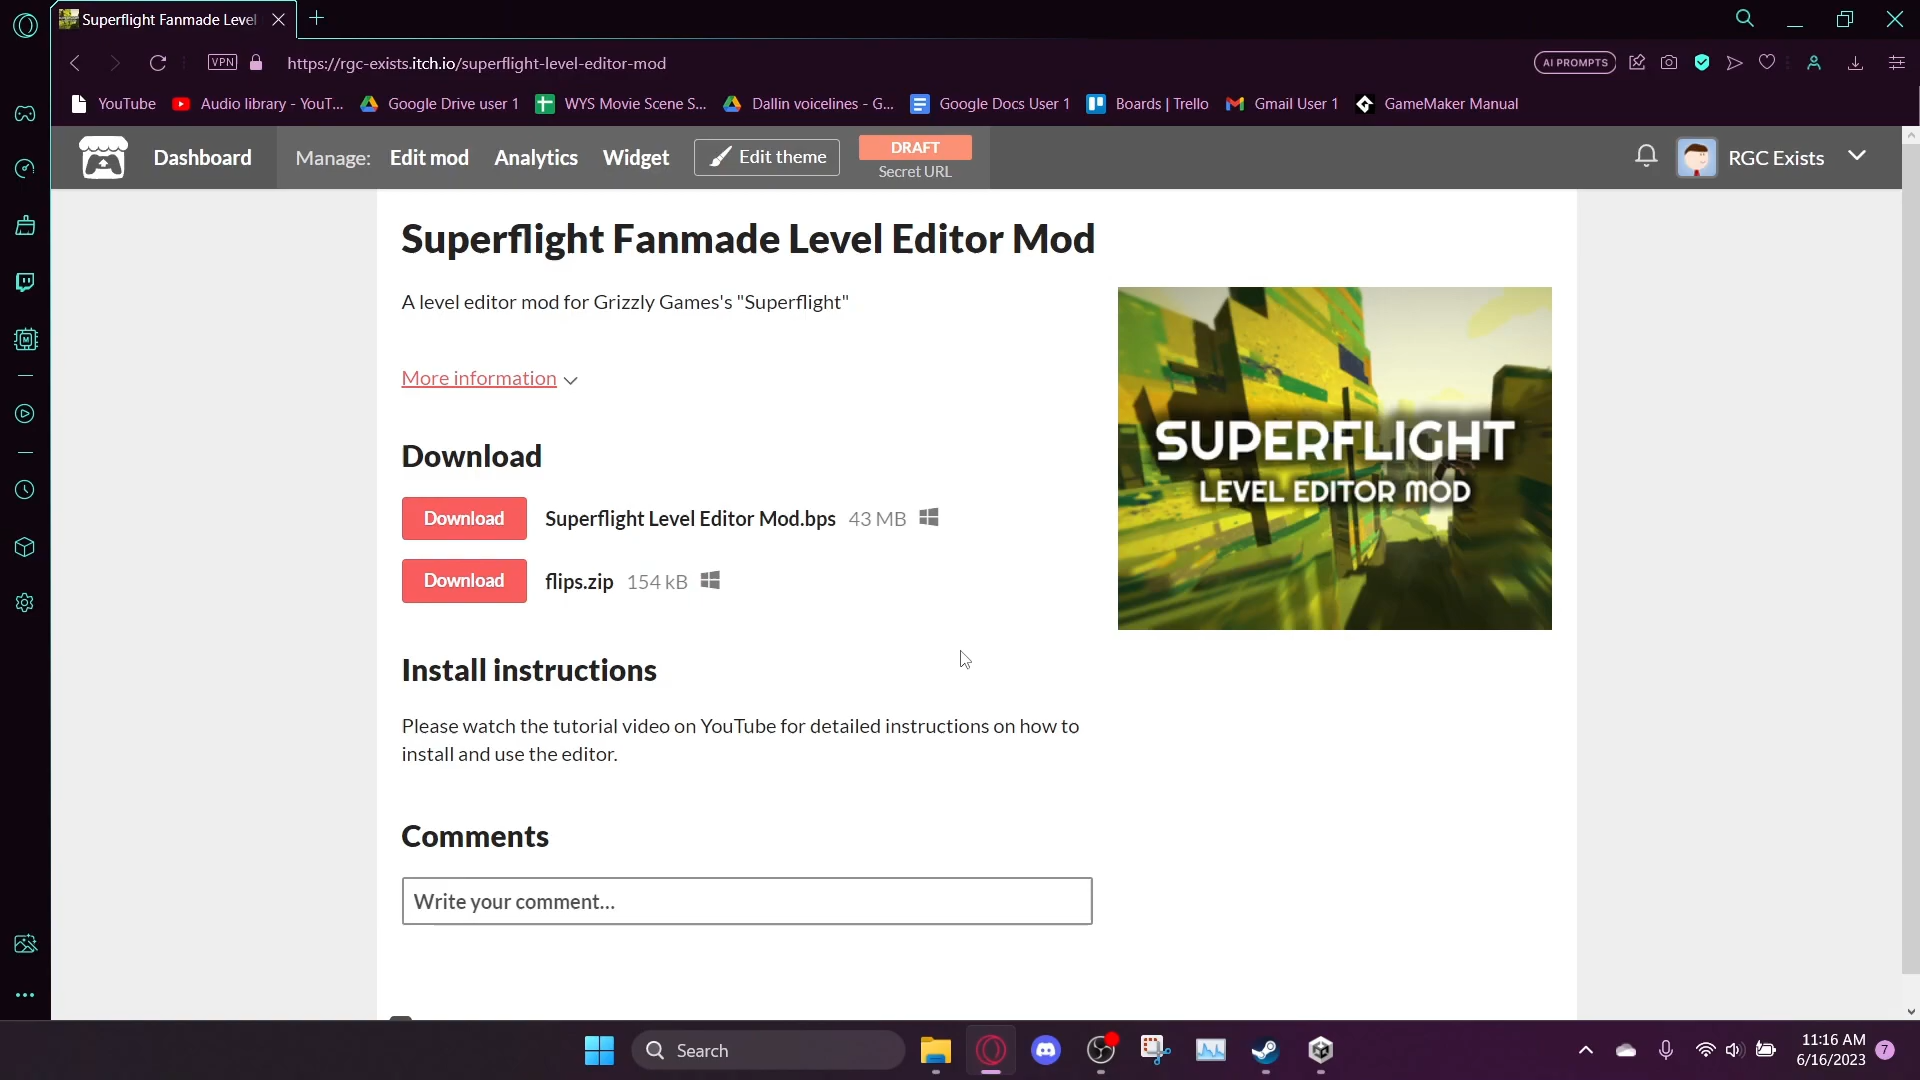 Superflight Fanmade Level
VPN
https://rgc-exists.itch.io/superflight-level-editor-mod
AI PROMPTS
YouTube
Audio library - YouT...
Google Drive user 1
WYS Movie Scene S...
Dallin voicelines - G...
Google Docs User 1
Boards | Trello
Gmail User 1
GameMaker Manual
Dashboard
Manage:
Edit mod
Analytics
Widget
Edit theme
DRAFT
Secret URL
RGC Exists
Superflight Fanmade Level Editor Mod
A level editor mod for Grizzly Games's "Superflight"
More information
SUPERFLIGHT
LEVEL EDITOR MOD
Download
Download Superflight Level Editor Mod.bps 43 MB
Download flips.zip 154 kB
Install instructions
Please watch the tutorial video on YouTube for detailed instructions on how to
install and use the editor.
Comments
Write your comment...
Search
11:16 AM
6/16/2023
7